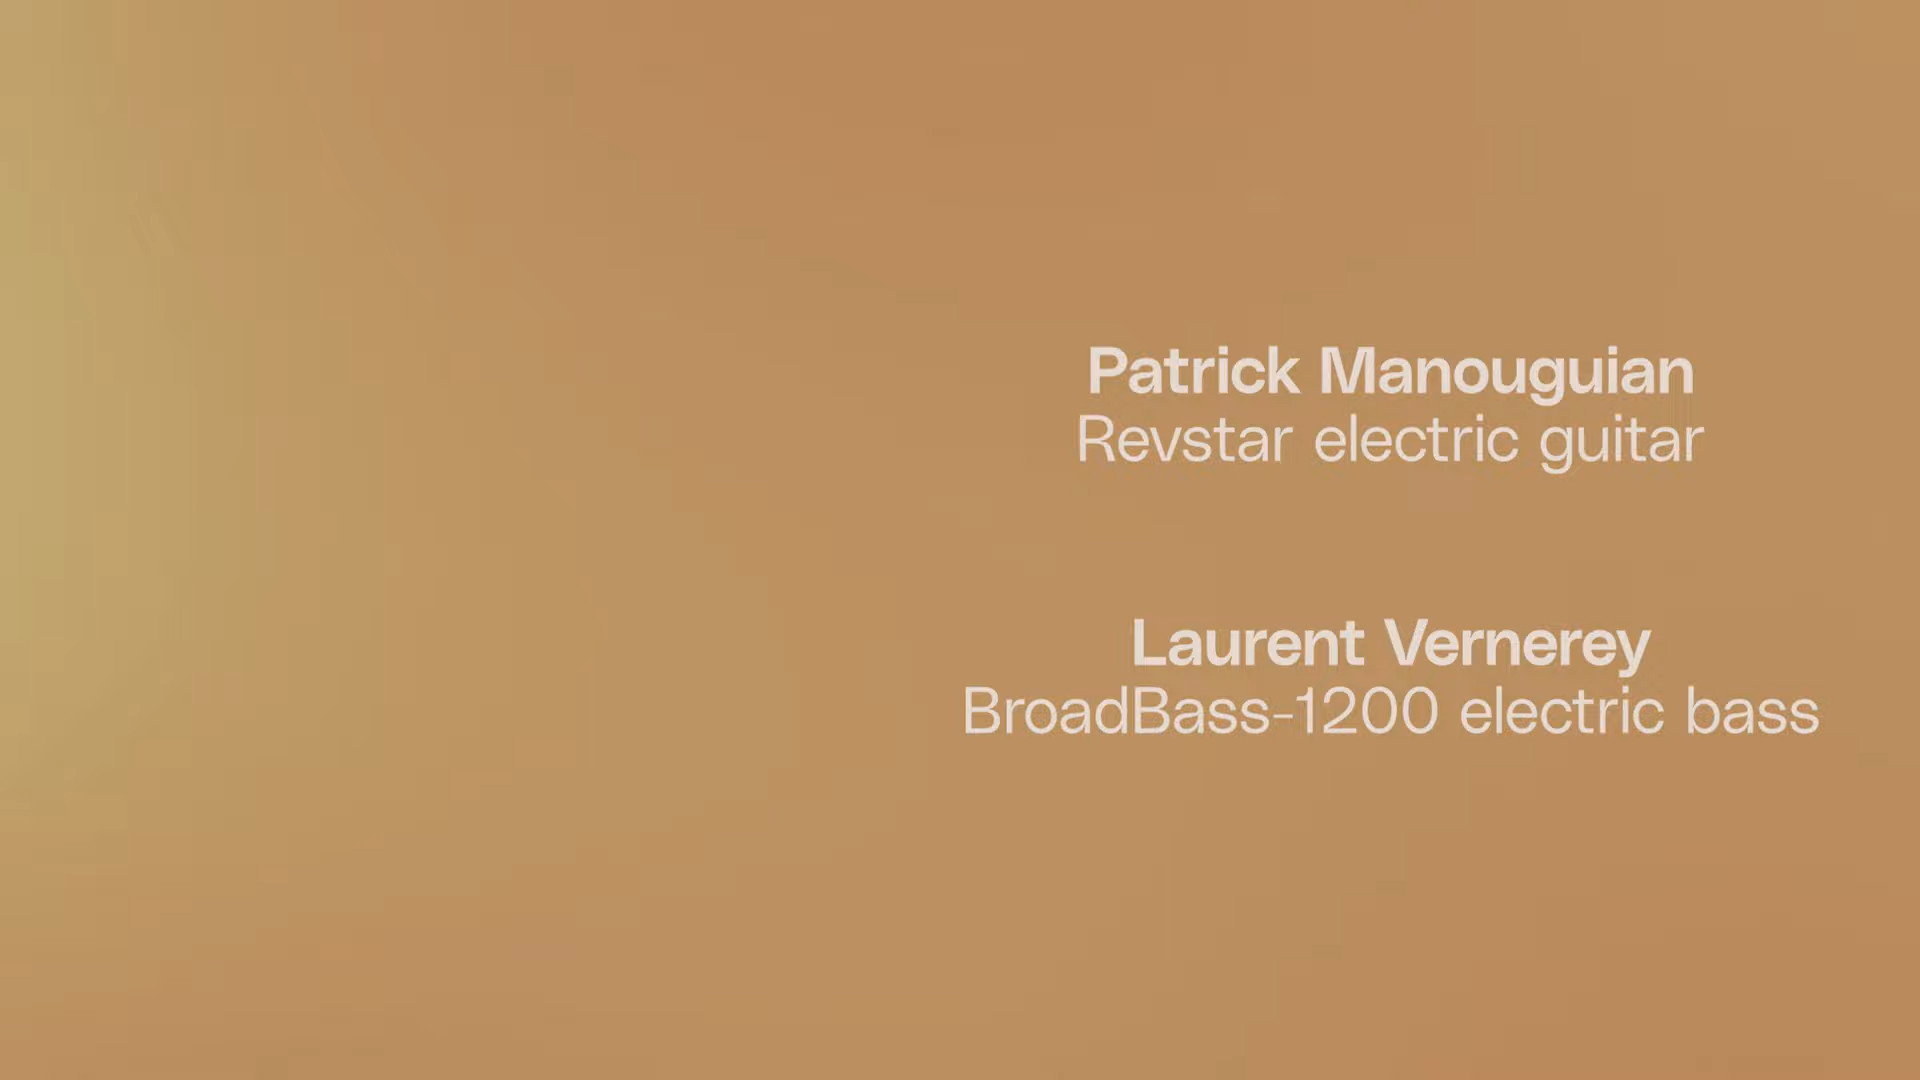 Patrick Manouguian
Revstar electric guitar
Laurent Vernerey
BroadBass-1200 electric bass